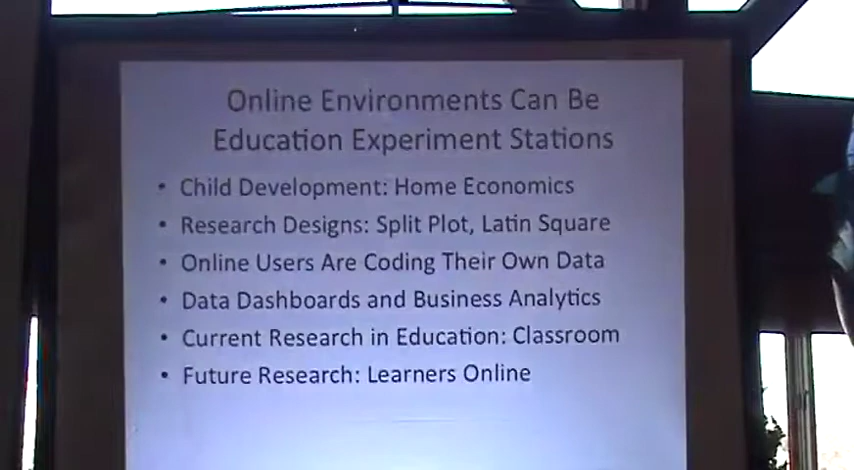 Online Environments Can Be
Education Experiment Stations
• Child Development: Home Economics
• Research Designs: Split Plot, Latin Square
• Online Users Are Coding Their Own Data
• Data Dashboards and Business Analytics
• Current Research in Education: Classroom
• Future Research: Learners Online